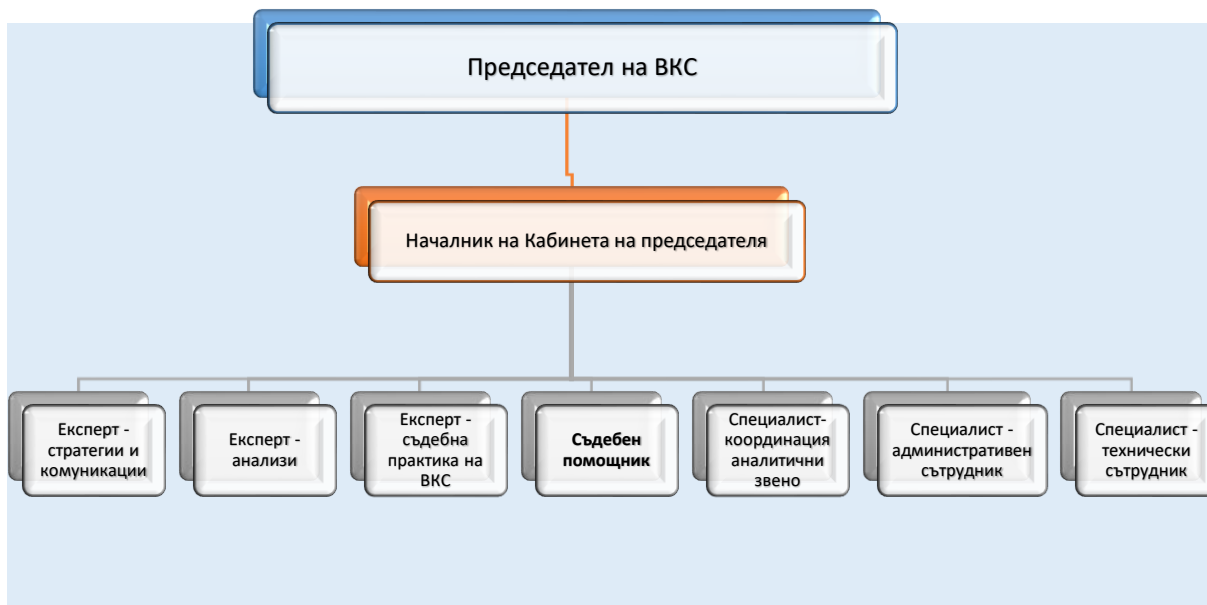 Председател на ВКС
Началник на Кабинета на председателя
Експерт -
стратегии и
комуникации
Експерт -
анализи
Експерт -
съдебна
практика на
ВКС
Съдебен
помощник
Специалист-
координация
аналитични
звено
Специалист -
административен
сътрудник
Специалист -
технически
сътрудник